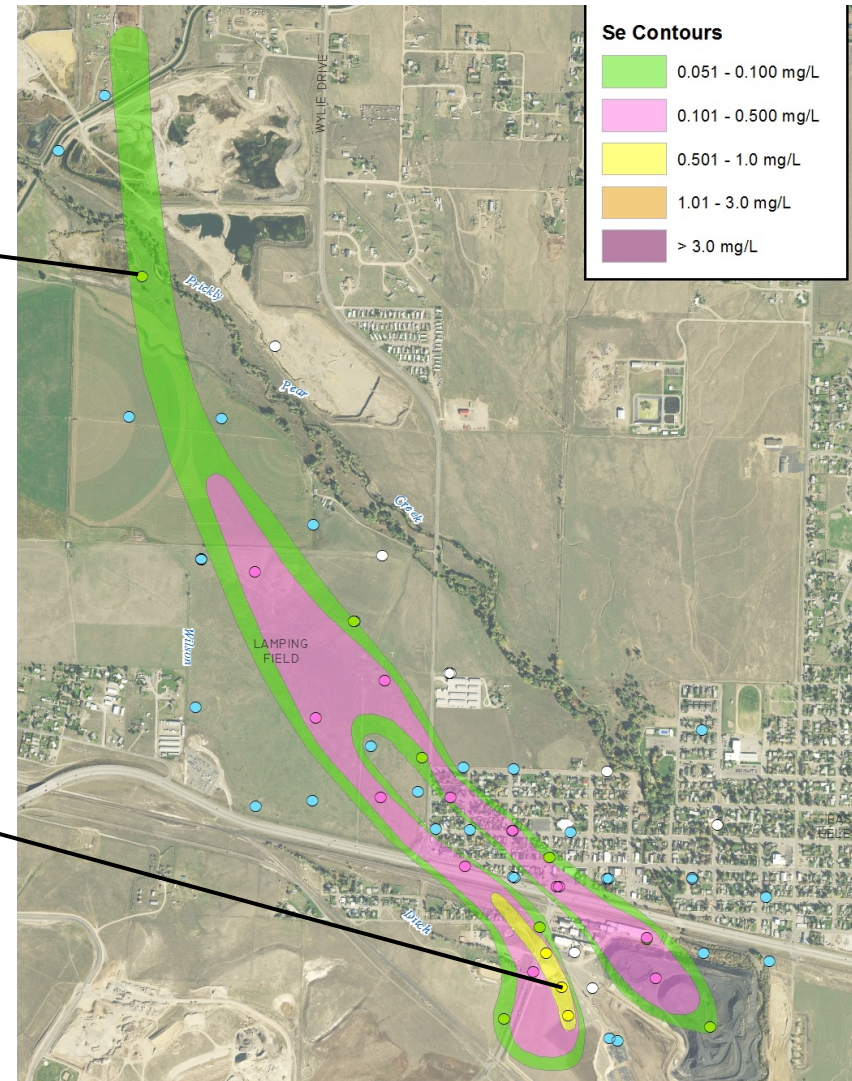 Se Contours
0.051 - 0.100 mg/L
0.101 - 0.500 mg/L
0.501 - 1.0 mg/L
1.01 - 3.0 mg/L
> 3.0 mg/L
WYLIE DRIVE
Prickly
Pear
Creek
LAMPING
FIELD
Wilson
Ditch